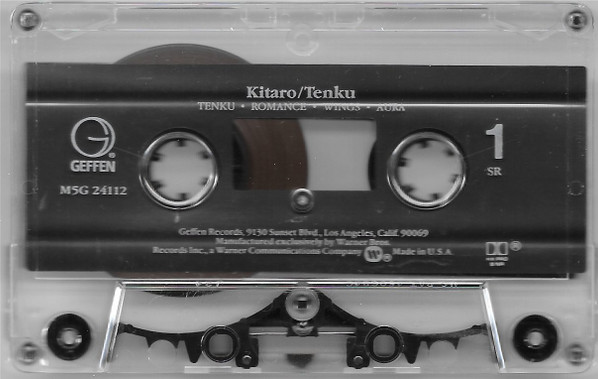 Kitaro/Tenku
TENKU • ROMANCE • WINGS • AURA
GEFFEN
®
M5G 24112
1
SR
Geffen Records, 9130 Sunset Blvd., Los Angeles, Calif. 90069
Manufactured exclusively by Warner Bros.
Records Inc., a Warner Communications Company W ® Made in U.S.A.
®